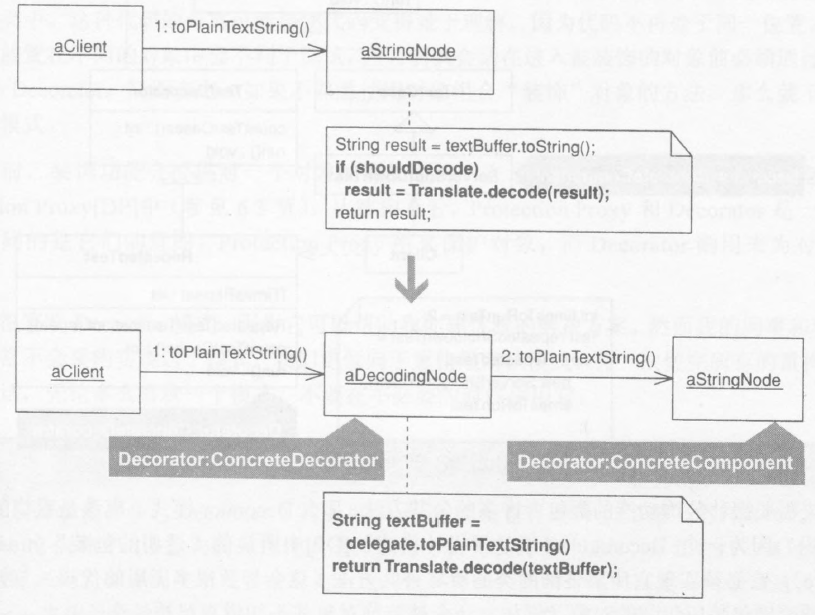 1: toPlainTextString()
aClient
aStringNode
String result = textBuffer.toString();
if (shouldDecode)
result = Translate.decode(result);
return result;
1: toPlainTextString()
2: toPlainTextString()
aClient
aDecodingNode
aStringNode
Decorator:ConcreteDecorator
Decorator:ConcreteComponent
String textBuffer =
delegate.toPlainTextString()
return Translate.decode(textBuffer);